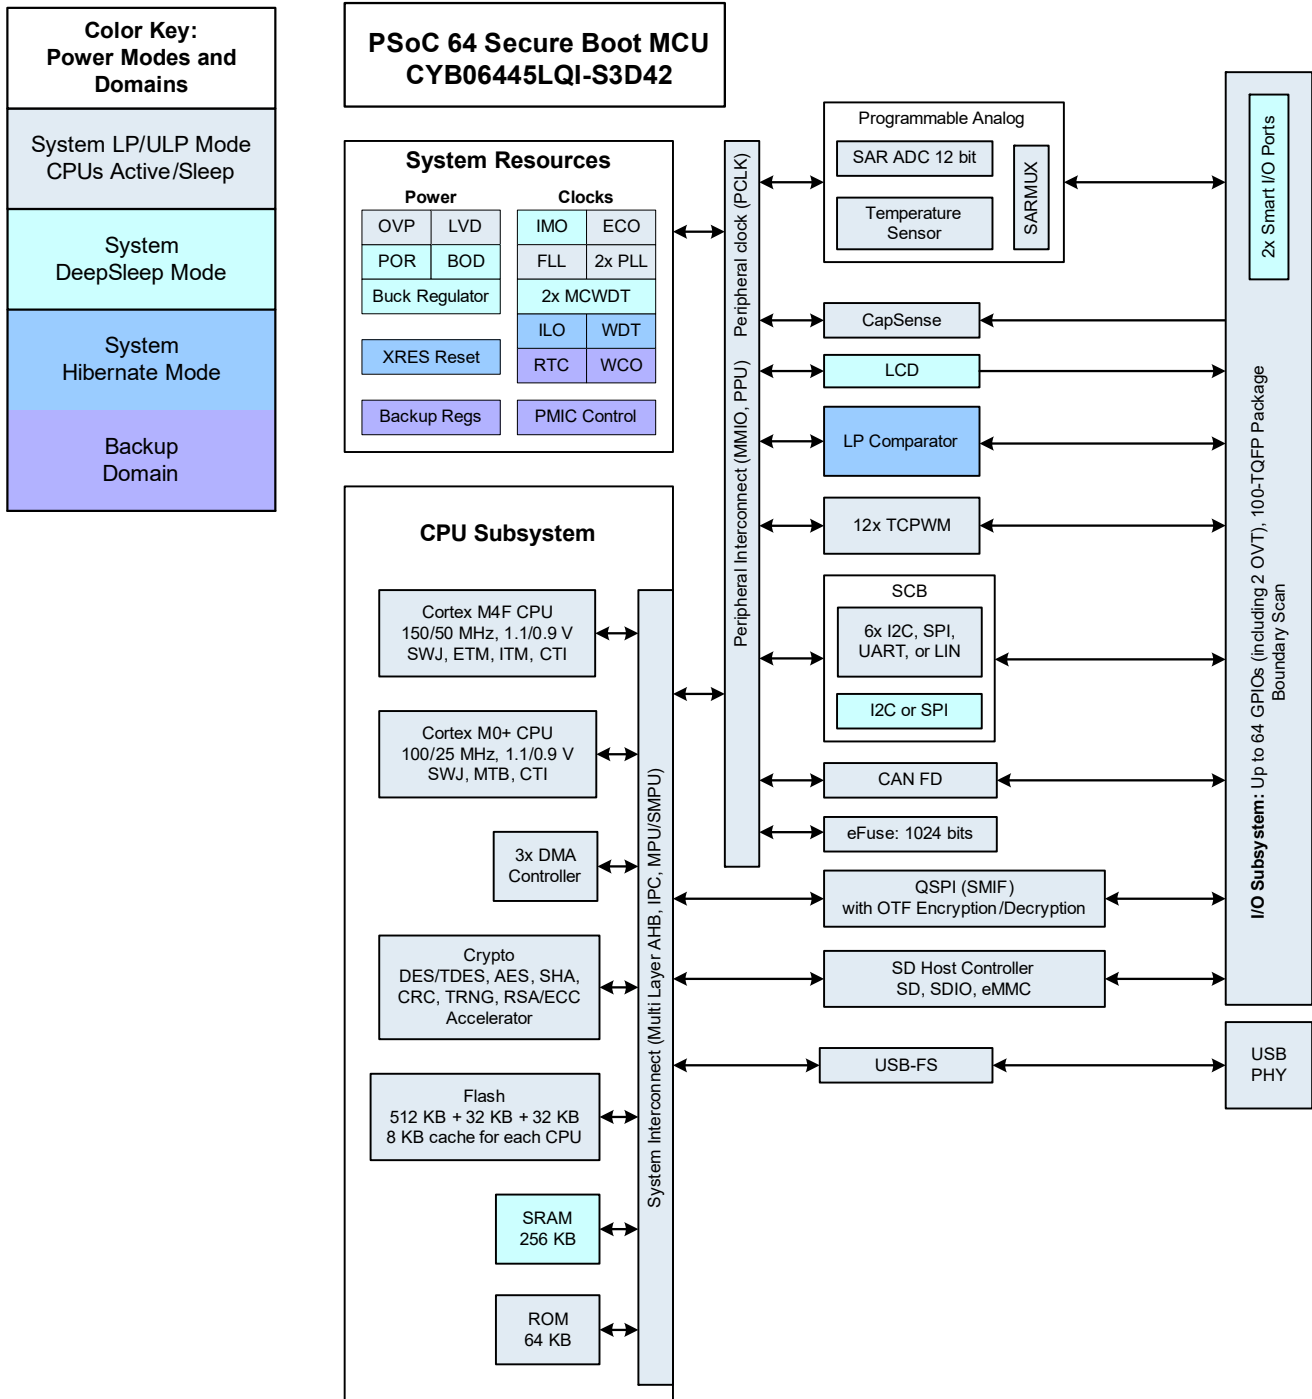 Color Key:
Power Modes and
Domains
System LP/ULP Mode
CPUs Active/Sleep
System
DeepSleep Mode
System
Hibernate Mode
Backup
Domain
PSoC 64 Secure Boot MCU
CYB06445LQI-S3D42
System Resources
Power
OVP
LVD
POR
BOD
Buck Regulator
XRES Reset
Backup Regs
Clocks
IMO
ECO
FLL
2x PLL
2x MCWDT
ILO
WDT
RTC
WCO
PMIC Control
CPU Subsystem
Cortex M4F CPU
150/50 MHz, 1.1/0.9 V
SWJ, ETM, ITM, CTI
Cortex M0+ CPU
100/25 MHz, 1.1/0.9 V
SWJ, MTB, CTI
3x DMA
Controller
Crypto
DES/TDES, AES, SHA,
CRC, TRNG, RSA/ECC
Accelerator
Flash
512 KB + 32 KB + 32 KB
8 KB cache for each CPU
SRAM
256 KB
ROM
64 KB
System Interconnect (Multi Layer AHB, IPC, MPU/SMPU)
Peripheral Interconnect (MMIO, PPU)
Peripheral clock (PCLK)
Programmable Analog
SAR ADC 12 bit
Temperature
Sensor
SARMUX
CapSense
LCD
LP Comparator
12x TCPWM
SCB
6x I2C, SPI,
UART, or LIN
I2C or SPI
CAN FD
eFuse: 1024 bits
QSPI (SMIF)
with OTF Encryption/Decryption
SD Host Controller
SD, SDIO, eMMC
USB-FS
2x Smart I/O Ports
I/O Subsystem: Up to 64 GPIOs (including 2 OVT), 100-TQFP Package
Boundary Scan
USB
PHY